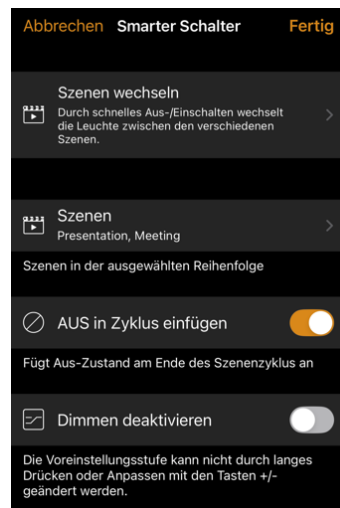 Abbrechen Smarter Schalter Fertig
Szenen wechseln
Durch schnelles Aus-/Einschalten wechselt
die Leuchte zwischen den verschiedenen
Szenen.
Szenen
Presentation, Meeting
Szenen in der ausgewählten Reihenfolge
AUS in Zyklus einfügen
Fügt Aus-Zustand am Ende des Szenenzyklus an
Dimmen deaktivieren
Die Voreinstellungsstufe kann nicht durch langes
Drücken oder Anpassen mit den Tasten +/-
geändert werden.